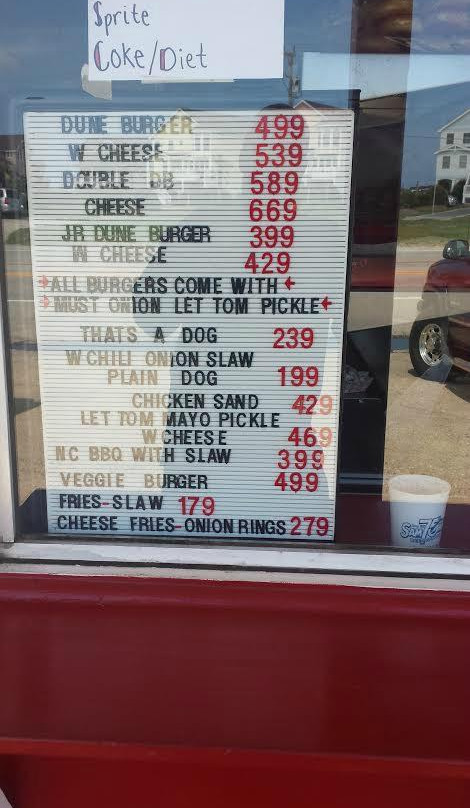 Sprite
Coke/Diet
DUNE BURGER 499
W CHEESE 539
DOUBLE DB 589
CHEESE 669
JR DUNE BURGER 399
W CHEESE 429
ALL BURGERS COME WITH
MUST ONION LET TOM PICKLE
THATS A DOG 239
W CHILI ONION SLAW
PLAIN DOG 199
CHICKEN SAND 429
LET TOM MAYO PICKLE
W CHEESE 469
NC BBQ WITH SLAW 399
VEGGIE BURGER 499
FRIES-SLAW 179
CHEESE FRIES-ONION RINGS 279